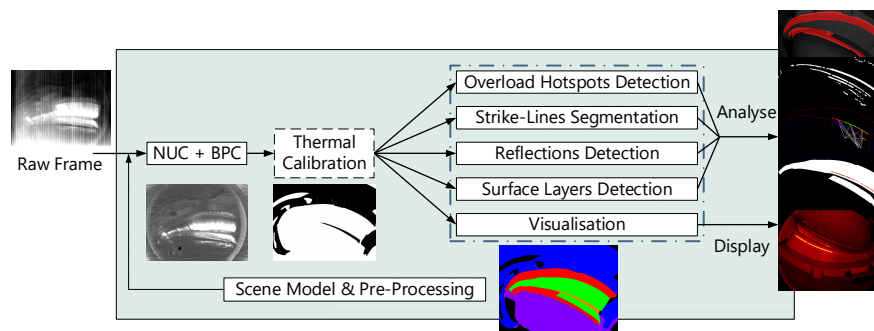 Raw Frame
NUC + BPC
Thermal
Calibration
Overload Hotspots Detection
Strike-Lines Segmentation
Reflections Detection
Surface Layers Detection
Visualisation
Analyse
Display
Scene Model & Pre-Processing